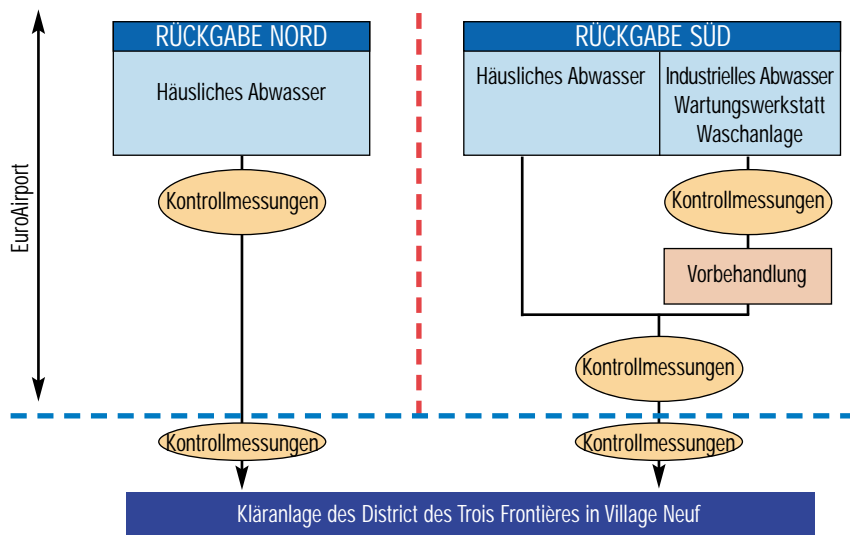 RÜCKGABE NORD
Häusliches Abwasser
Kontrollmessungen
RÜCKGABE SÜD
Häusliches Abwasser
Industrielles Abwasser
Wartungswerkstatt
Waschanlage
Kontrollmessungen
Vorbehandlung
Kontrollmessungen
EuroAirport
Kontrollmessungen
Kontrollmessungen
Kläranlage des District des Trois Frontières in Village Neuf